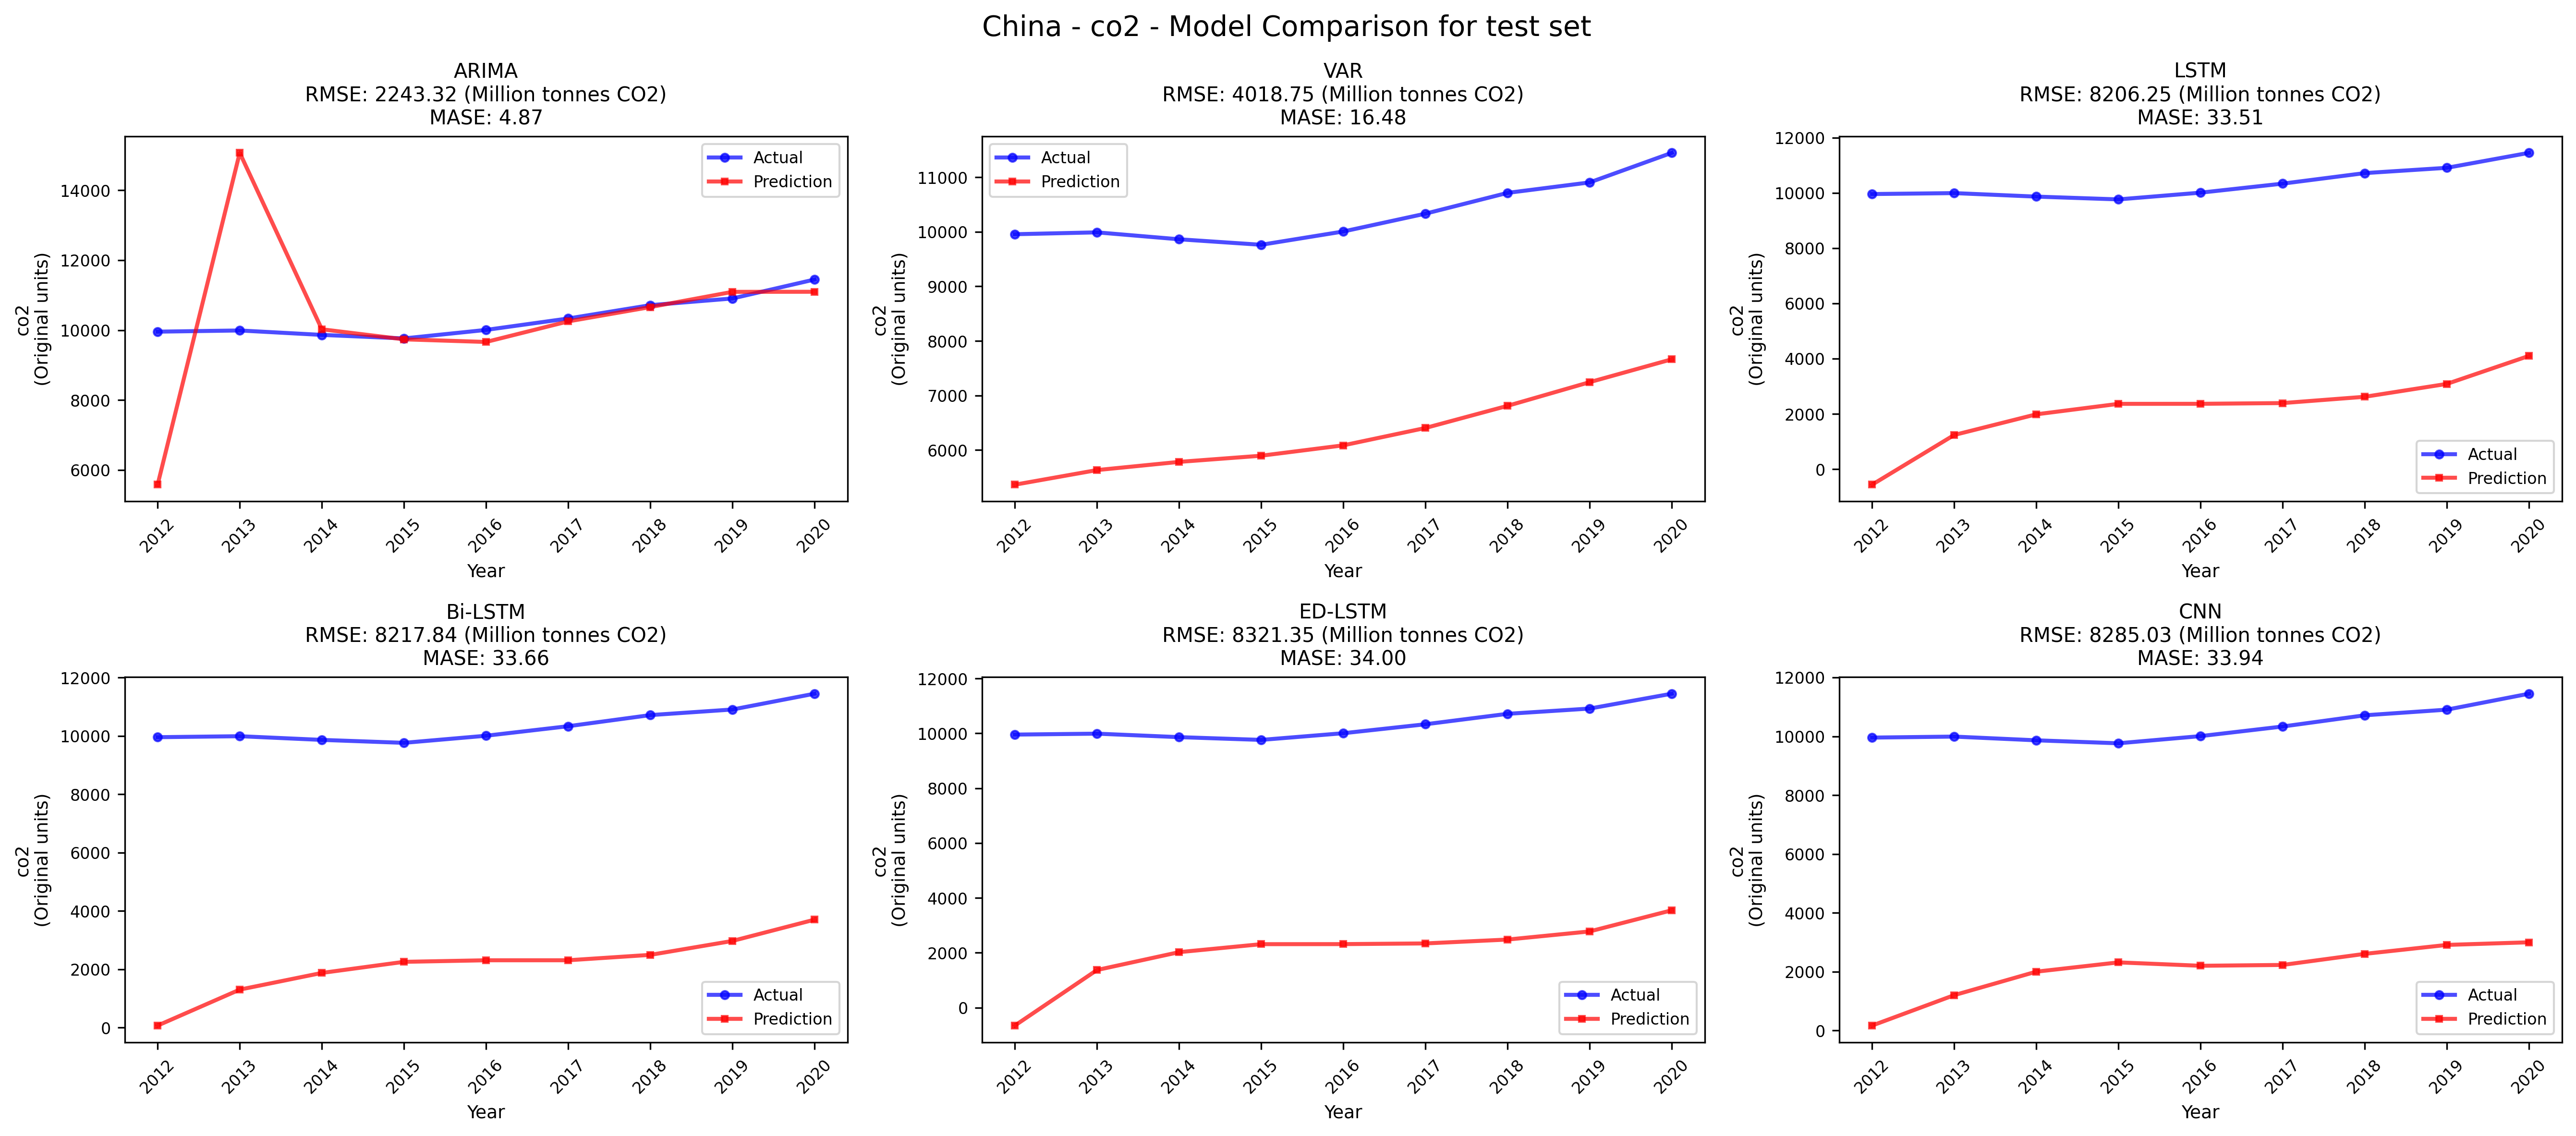 China - co2 - Model Comparison for test set
ARIMA
RMSE: 2243.32 (Million tonnes CO2)
MASE: 4.87
co2
(Original units)
14000
12000
10000
8000
6000
Actual
Prediction
2012
2013
2014
2015
2016
2017
2018
2019
2020
Year
VAR
RMSE: 4018.75 (Million tonnes CO2)
MASE: 16.48
co2
(Original units)
11000
10000
9000
8000
7000
6000
Actual
Prediction
2012
2013
2014
2015
2016
2017
2018
2019
2020
Year
LSTM
RMSE: 8206.25 (Million tonnes CO2)
MASE: 33.51
co2
(Original units)
12000
10000
8000
6000
4000
2000
0
Actual
Prediction
2012
2013
2014
2015
2016
2017
2018
2019
2020
Year
Bi-LSTM
RMSE: 8217.84 (Million tonnes CO2)
MASE: 33.66
co2
(Original units)
12000
10000
8000
6000
4000
2000
0
Actual
Prediction
2012
2013
2014
2015
2016
2017
2018
2019
2020
Year
ED-LSTM
RMSE: 8321.35 (Million tonnes CO2)
MASE: 34.00
co2
(Original units)
12000
10000
8000
6000
4000
2000
0
Actual
Prediction
2012
2013
2014
2015
2016
2017
2018
2019
2020
Year
CNN
RMSE: 8285.03 (Million tonnes CO2)
MASE: 33.94
co2
(Original units)
12000
10000
8000
6000
4000
2000
0
Actual
Prediction
2012
2013
2014
2015
2016
2017
2018
2019
2020
Year